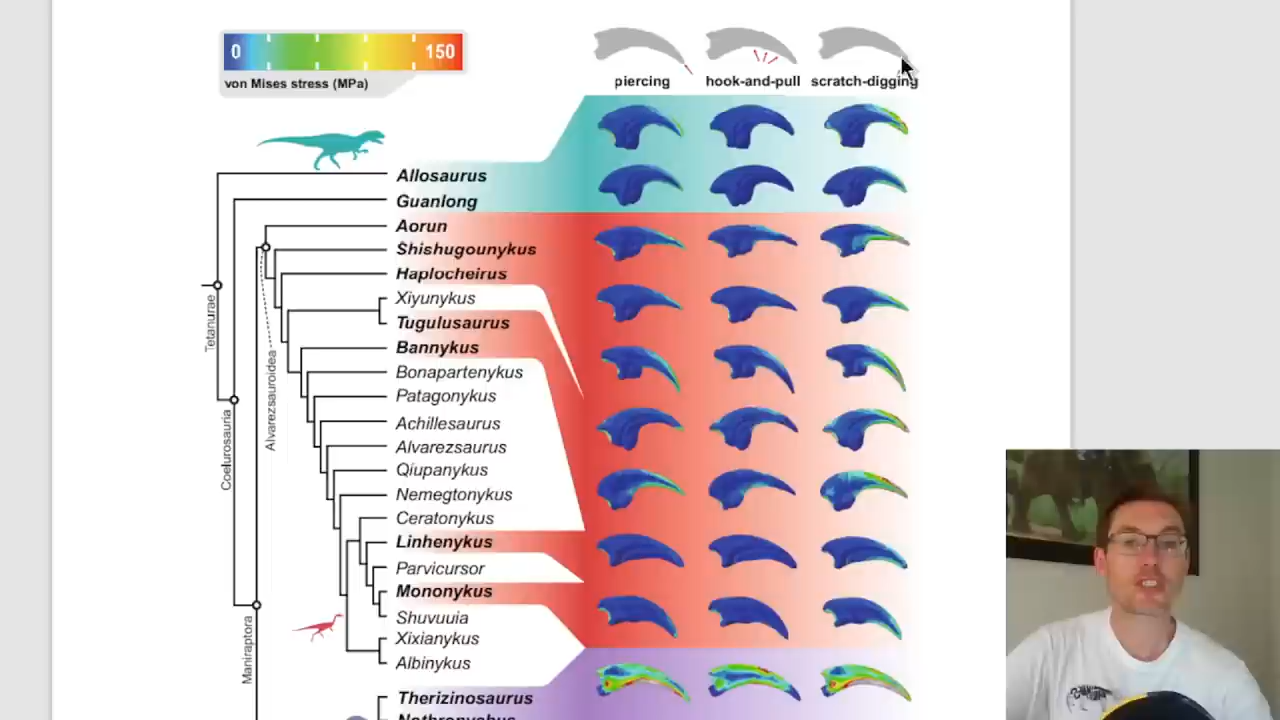 0 150
von Mises stress (MPa)
piercing hook-and-pull scratch-digging
Allosaurus
Guanlong
Aorun
Shishugounykus
Haplocheirus
Xiyunykus
Tugulusaurus
Bannykus
Bonapartenykus
Patagonykus
Achillesaurus
Alvarezsaurus
Qiupanykus
Nemegtonykus
Ceratonykus
Linhenykus
Parvicursor
Mononykus
Shuvuuia
Xixianykus
Albinykus
Therizinosaurus
Tetanurae
Coelurosauria
Alvarezsauroidea
Maniraptora